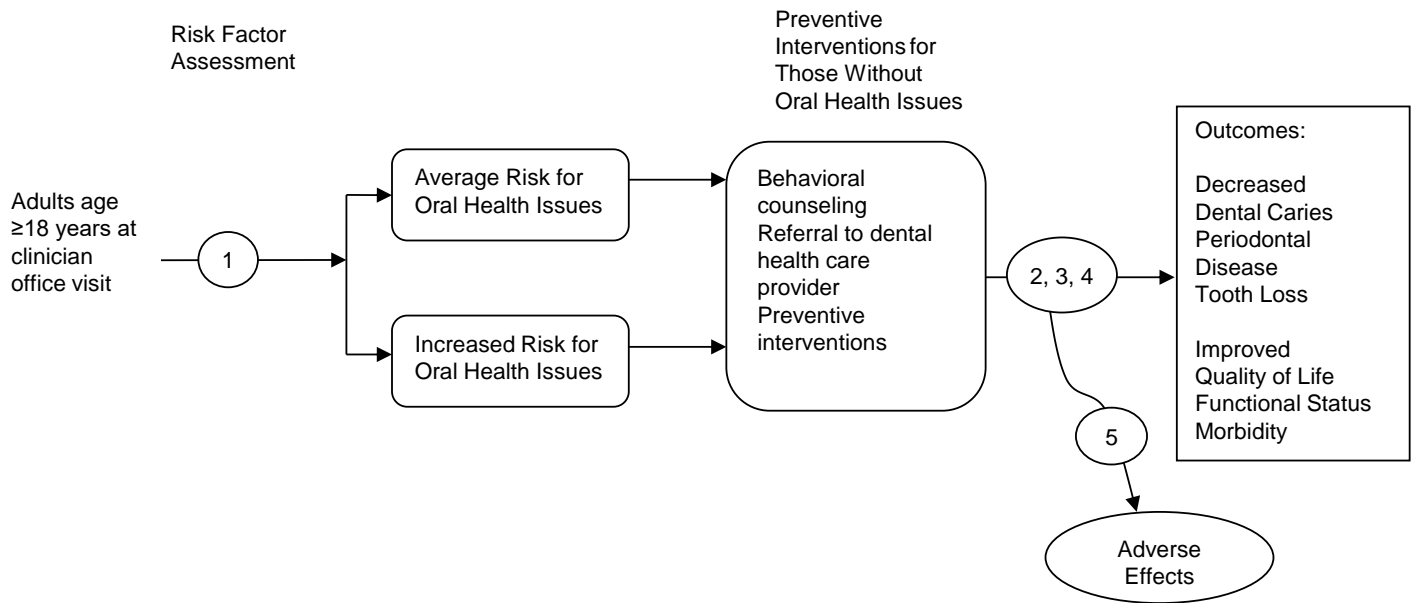 Risk Factor
Assessment
Preventive
Interventions for
Those Without
Oral Health Issues
Adults age
≥18 years at
clinician
office visit
1
Average Risk for
Oral Health Issues
Increased Risk for
Oral Health Issues
Behavioral
counseling
Referral to dental
health care
provider
Preventive
interventions
2, 3, 4
5
Adverse
Effects
Outcomes:
Decreased
Dental Caries
Periodontal
Disease
Tooth Loss
Improved
Quality of Life
Functional Status
Morbidity